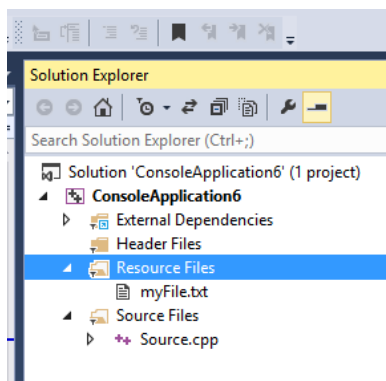 Solution Explorer
Search Solution Explorer (Ctrl+;)
Solution 'ConsoleApplication6' (1 project)
ConsoleApplication6
External Dependencies
Header Files
Resource Files
myFile.txt
Source Files
Source.cpp